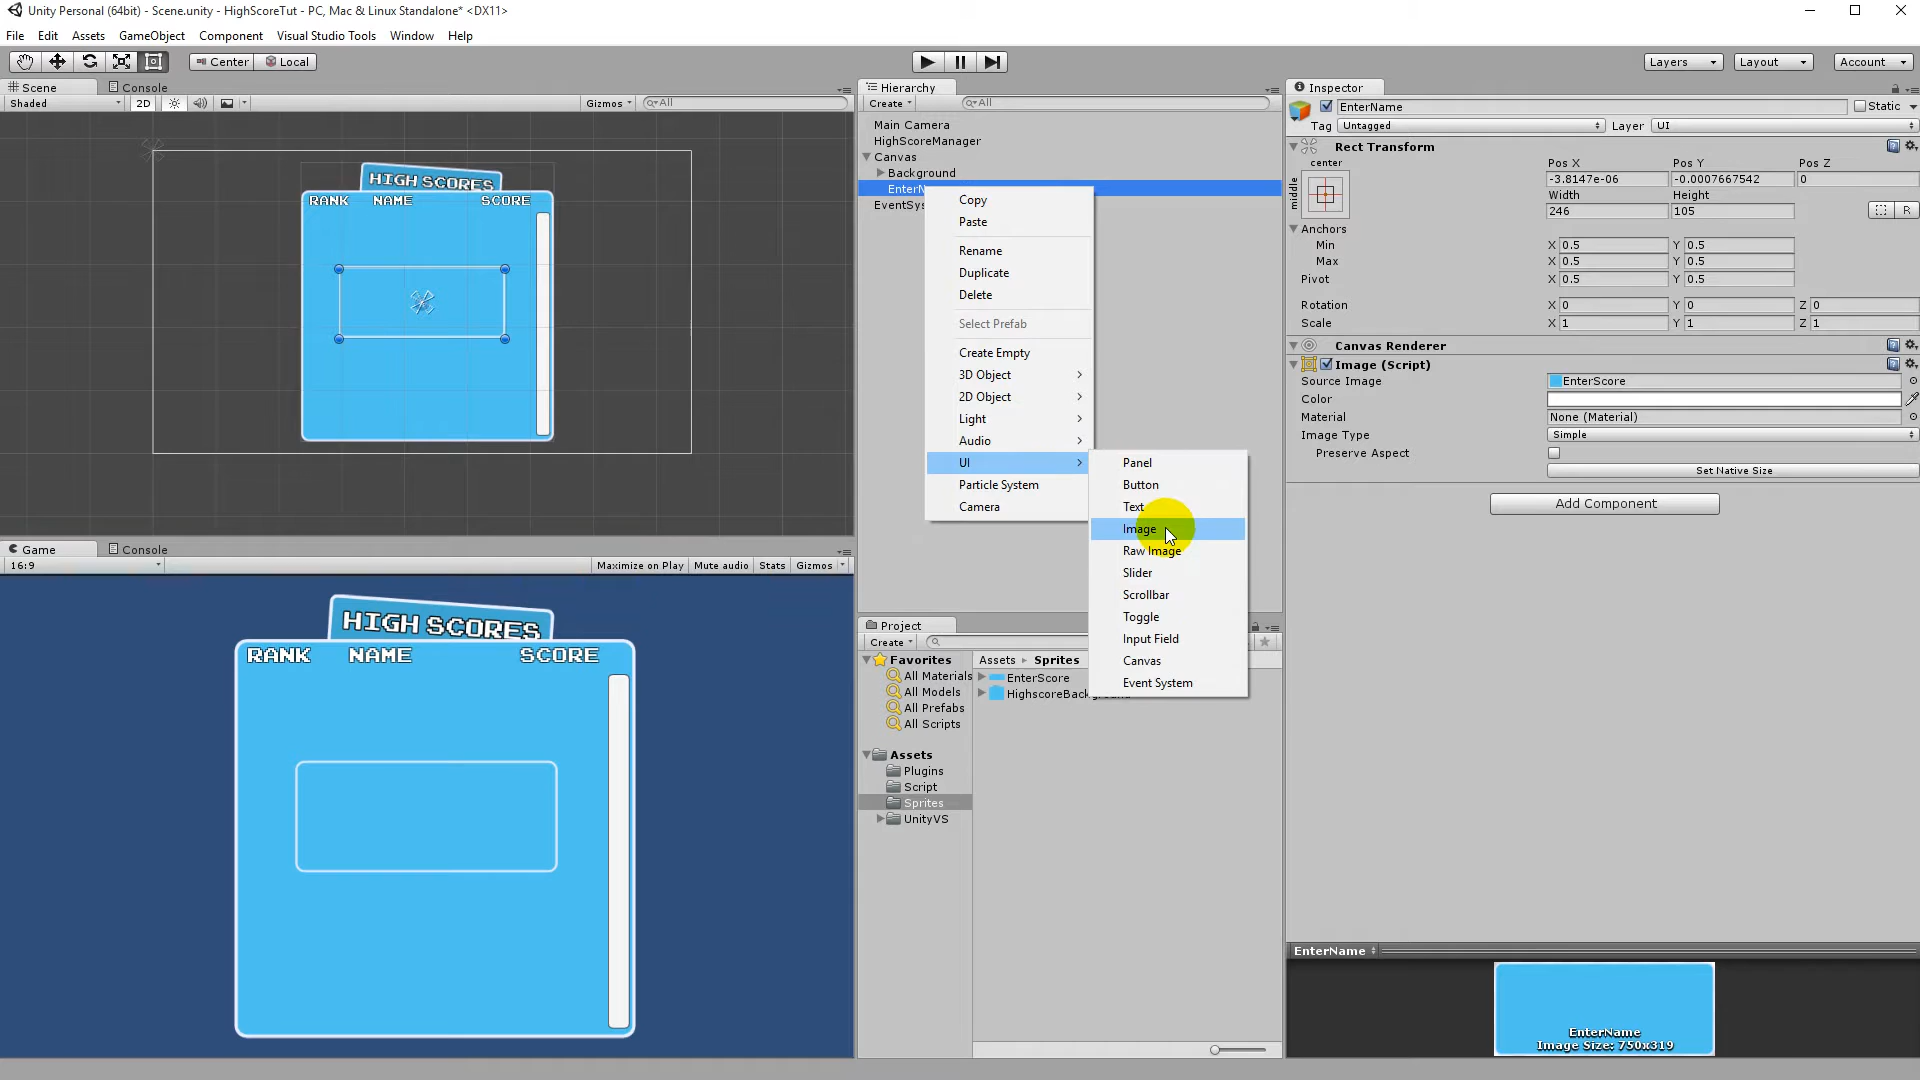 Unity Personal (64bit) - Scene.unity - HighScoreTut - PC, Mac & Linux Standalone* <DX11>
File Edit Assets GameObject Component Visual Studio Tools Window Help
Center Local Layers Layout Account
Scene Console
Shaded 2D Gizmos All
HIGH SCORES
RANK NAME SCORE
Game Console
16:9 Maximize on Play Mute audio Stats Gizmos
HIGH SCORES
RANK NAME SCORE
Hierarchy
Create All
Main Camera
HighScoreManager
Canvas
Background
EnterN
EventSys
Copy
Paste
Rename
Duplicate
Delete
Select Prefab
Create Empty
3D Object
2D Object
Light
Audio
UI
Particle System
Camera
Panel
Button
Text
Image
Raw Image
Slider
Scrollbar
Toggle
Input Field
Canvas
Event System
Project
Create
Favorites
All Materials
All Models
All Prefabs
All Scripts
Assets
Plugins
Script
Sprites
UnityVS
Assets Sprites
EnterScore
HighscoreBackground
Inspector
EnterName Static
Tag Untagged Layer UI
Rect Transform
center
middle
Pos X Pos Y Pos Z
-3.8147e-06 -0.0007667542 0
Width Height
246 105 R
Anchors
Min X 0.5 Y 0.5
Max X 0.5 Y 0.5
Pivot X 0.5 Y 0.5
Rotation X 0 Y 0 Z 0
Scale X 1 Y 1 Z 1
Canvas Renderer
Image (Script)
Source Image EnterScore
Color
Material None (Material)
Image Type Simple
Preserve Aspect
Set Native Size
Add Component
EnterName
EnterName
Image Size: 750x319